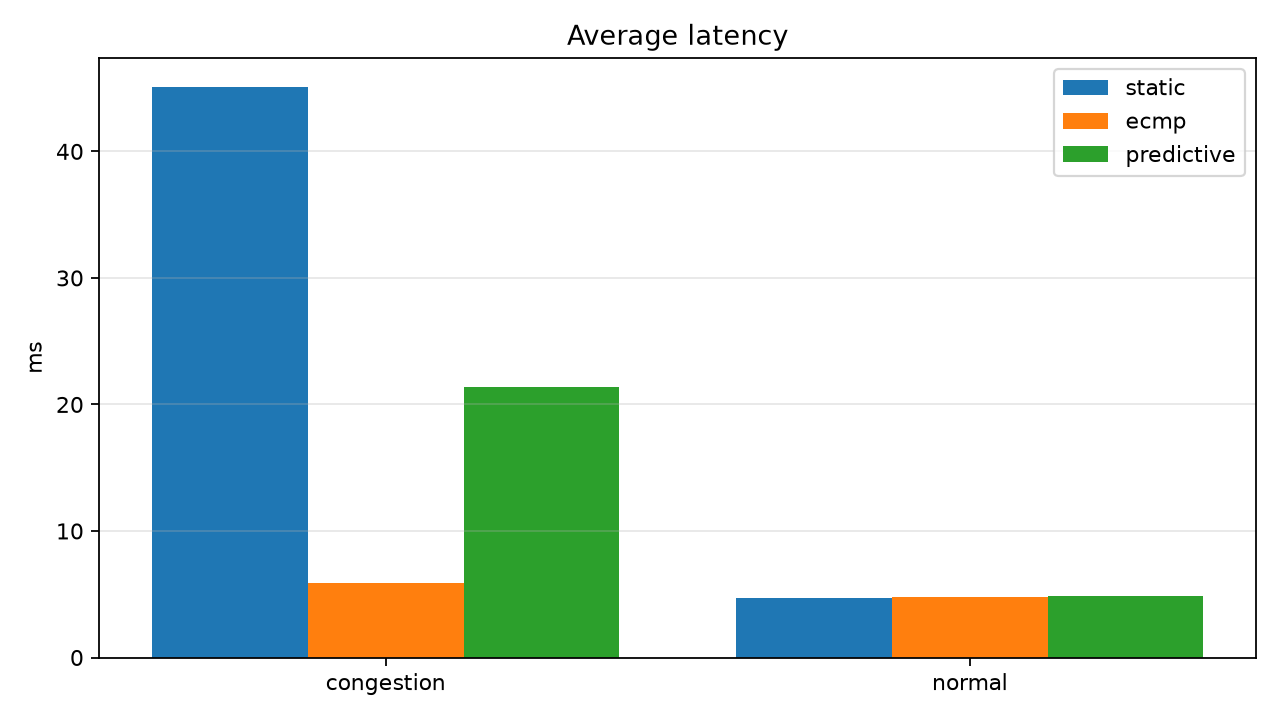 Average latency
static
ecmp
predictive
40
30
20
10
0
ms
congestion
normal